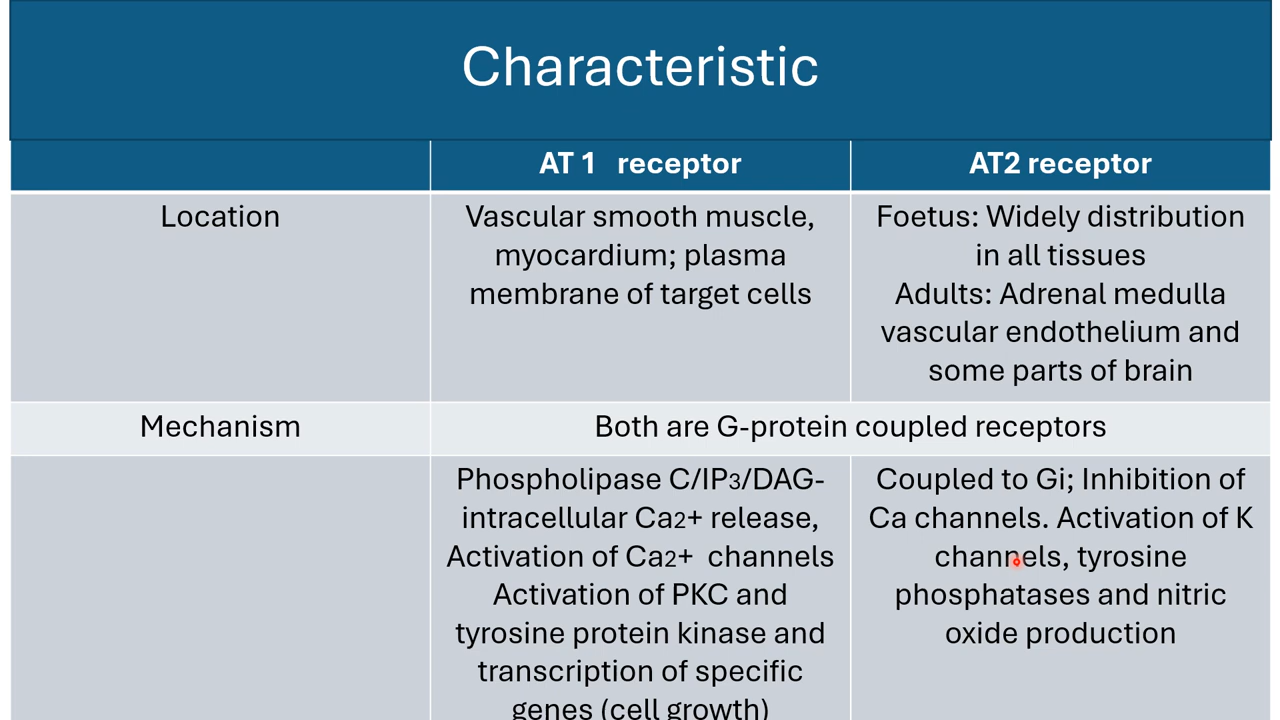 Characteristic
AT 1 receptor
AT2 receptor
Location
Vascular smooth muscle,
myocardium; plasma
membrane of target cells
Foetus: Widely distribution
in all tissues
Adults: Adrenal medulla
vascular endothelium and
some parts of brain
Mechanism
Both are G-protein coupled receptors
Phospholipase C/IP3/DAG-
intracellular Ca2+ release,
Activation of Ca2+ channels
Activation of PKC and
tyrosine protein kinase and
transcription of specific
genes (cell growth)
Coupled to Gi; Inhibition of
Ca channels. Activation of K
channels, tyrosine
phosphatases and nitric
oxide production